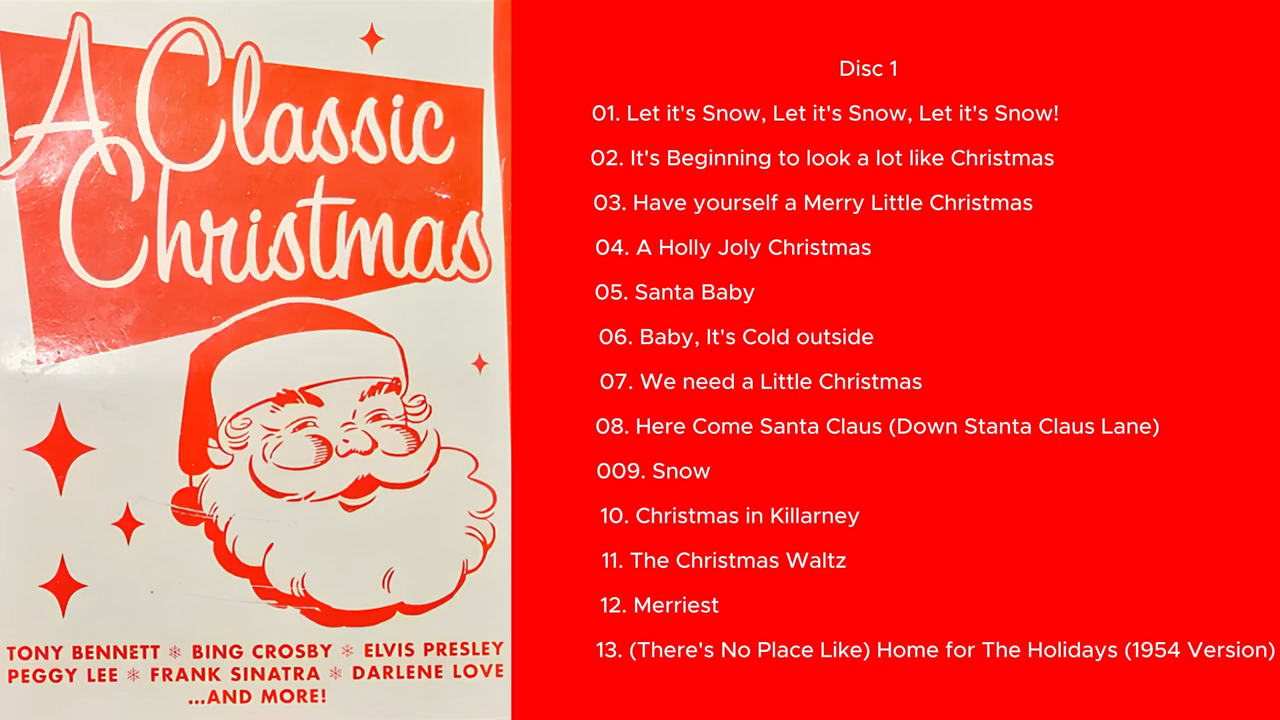 A Classic
Christmas
TONY BENNETT ❄ BING CROSBY ❄ ELVIS PRESLEY
PEGGY LEE ❄ FRANK SINATRA ❄ DARLENE LOVE
...AND MORE!
Disc 1
01. Let it's Snow, Let it's Snow, Let it's Snow!
02. It's Beginning to look a lot like Christmas
03. Have yourself a Merry Little Christmas
04. A Holly Joly Christmas
05. Santa Baby
06. Baby, It's Cold outside
07. We need a Little Christmas
08. Here Come Santa Claus (Down Stanta Claus Lane)
009. Snow
10. Christmas in Killarney
11. The Christmas Waltz
12. Merriest
13. (There's No Place Like) Home for The Holidays (1954 Version)